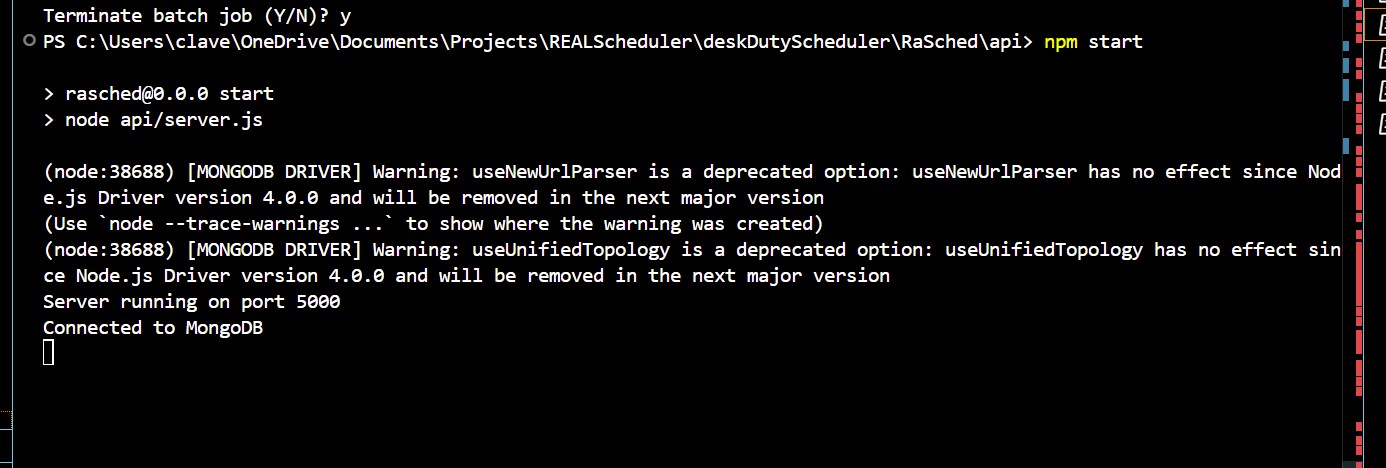 Terminate batch job (Y/N)? y
PS C:\Users\clave\OneDrive\Documents\Projects\REALScheduler\deskDutyScheduler\RaSched\api> npm start
> rasched@0.0.0 start
> node api/server.js
(node:38688) [MONGODB DRIVER] Warning: useNewUrlParser is a deprecated option: useNewUrlParser has no effect since Nod
e.js Driver version 4.0.0 and will be removed in the next major version
(Use `node --trace-warnings ...` to show where the warning was created)
(node:38688) [MONGODB DRIVER] Warning: useUnifiedTopology is a deprecated option: useUnifiedTopology has no effect sin
ce Node.js Driver version 4.0.0 and will be removed in the next major version
Server running on port 5000
Connected to MongoDB